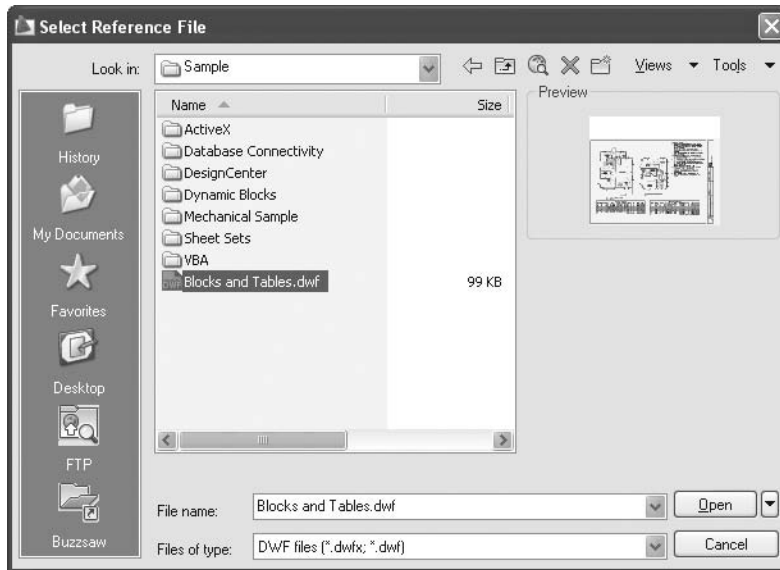 Select Reference File
Look in: Sample Views Tools
Name Size Preview
History
My Documents
Favorites
Desktop
FTP
Buzzsaw
ActiveX
Database Connectivity
DesignCenter
Dynamic Blocks
Mechanical Sample
Sheet Sets
VBA
Blocks and Tables.dwf 99 KB
File name: Blocks and Tables.dwf Open
Files of type: DWF files (*.dwfx; *.dwf) Cancel